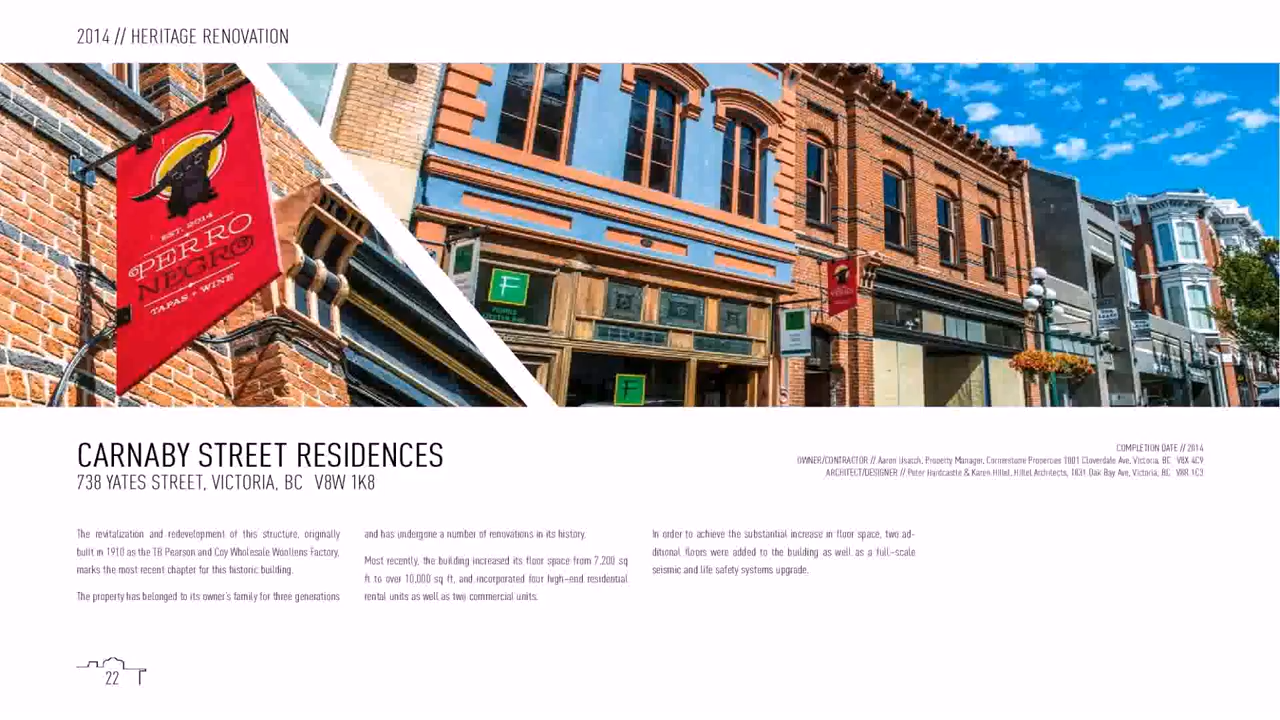 2014 // HERITAGE RENOVATION
EST. 2014
PERRO
NEGRO
TAPAS + WINE
F
F
CARNABY STREET RESIDENCES
738 YATES STREET, VICTORIA, BC V8W 1K8
COMPLETION DATE // 2014
OWNER/CONTRACTOR // Aaron Usatch, Property Manager, Cornerstone Properties 1001 Cloverdale Ave, Victoria, BC V8X 4C9
ARCHITECT/DESIGNER // Peter Hardcastle & Karen Hillel, Hillel Architects, 1831 Oak Bay Ave, Victoria, BC V8R 1C3
The revitalization and redevelopment of this structure, originally
built in 1910 as the TB Pearson and Coy Wholesale Woollens Factory,
marks the most recent chapter for this historic building.
The property has belonged to its owner's family for three generations
and has undergone a number of renovations in its history.
Most recently, the building increased its floor space from 7,200 sq
ft to over 10,000 sq ft, and incorporated four high-end residential
rental units as well as two commercial units.
In order to achieve the substantial increase in floor space, two ad-
ditional floors were added to the building as well as a full-scale
seismic and life safety systems upgrade.
22